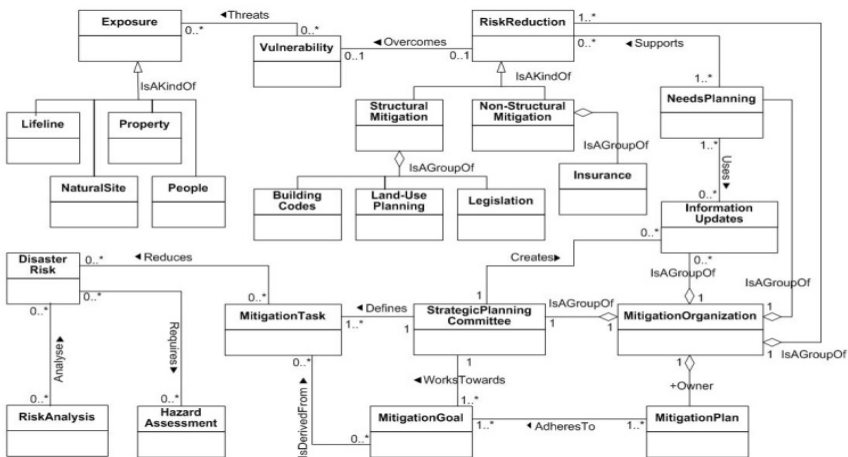 Exposure
◄Threats
0..*
0..*
Vulnerability
◄Overcomes
0..1
0..1
RiskReduction
1..*
0..*
◄Supports
IsAKindOf
IsAKindOf
1..*
NeedsPlanning
1..*
Lifeline
Property
NaturalSite
People
Structural
Mitigation
Non-Structural
Mitigation
IsAGroupOf
IsAGroupOf
Building
Codes
Land-Use
Planning
Legislation
Insurance
Uses►
0..*
Information
Updates
0..*
0..*
Creates►
IsAGroupOf
IsAGroupOf
Disaster
Risk
0..*
◄Reduces
0..*
0..*
0..*
MitigationTask
1..*
◄Defines
1
1
StrategicPlanning
Committee
IsAGroupOf
1
1
1
MitigationOrganization
1
1
IsAGroupOf
Analyse►
Requires►
0..*
1
1
◄WorksTowards
+Owner
0..*
0..*
RiskAnalysis
Hazard
Assessment
IsDerivedFrom►
0..*
1..*
MitigationGoal
1..*
◄AdheresTo
1..*
MitigationPlan